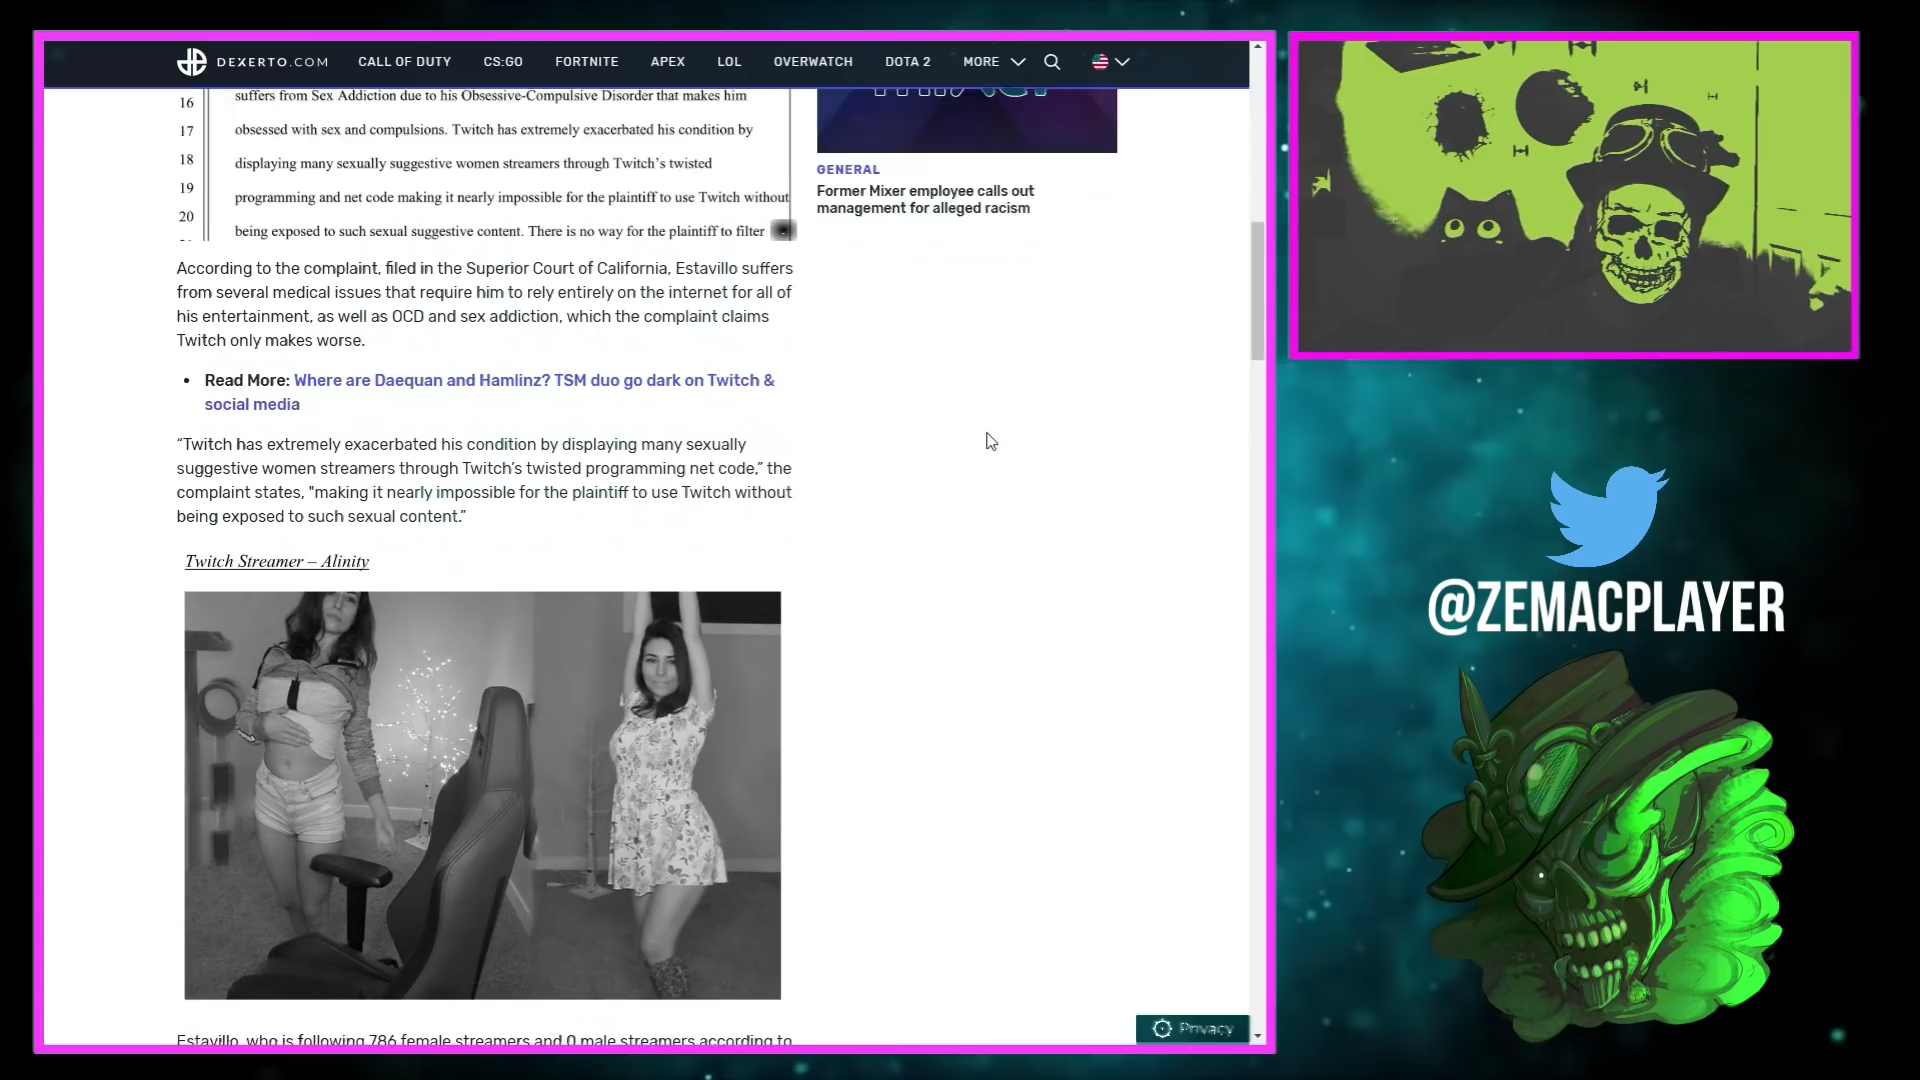 DEXERTO.COM CALL OF DUTY CS:GO FORTNITE APEX LOL OVERWATCH DOTA 2 MORE
16 suffers from Sex Addiction due to his Obsessive-Compulsive Disorder that makes him
17 obsessed with sex and compulsions. Twitch has extremely exacerbated his condition by
18 displaying many sexually suggestive women streamers through Twitch's twisted
19 programming and net code making it nearly impossible for the plaintiff to use Twitch without
20 being exposed to such sexual suggestive content. There is no way for the plaintiff to filter
GENERAL
Former Mixer employee calls out
management for alleged racism
According to the complaint, filed in the Superior Court of California, Estavillo suffers
from several medical issues that require him to rely entirely on the internet for all of
his entertainment, as well as OCD and sex addiction, which the complaint claims
Twitch only makes worse.
• Read More: Where are Daequan and Hamlinz? TSM duo go dark on Twitch &
social media
“Twitch has extremely exacerbated his condition by displaying many sexually
suggestive women streamers through Twitch’s twisted programming net code,” the
complaint states, "making it nearly impossible for the plaintiff to use Twitch without
being exposed to such sexual content.”
Twitch Streamer – Alinity
Estavillo, who is following 786 female streamers and 0 male streamers according to
Privacy
@ZEMACPLAYER